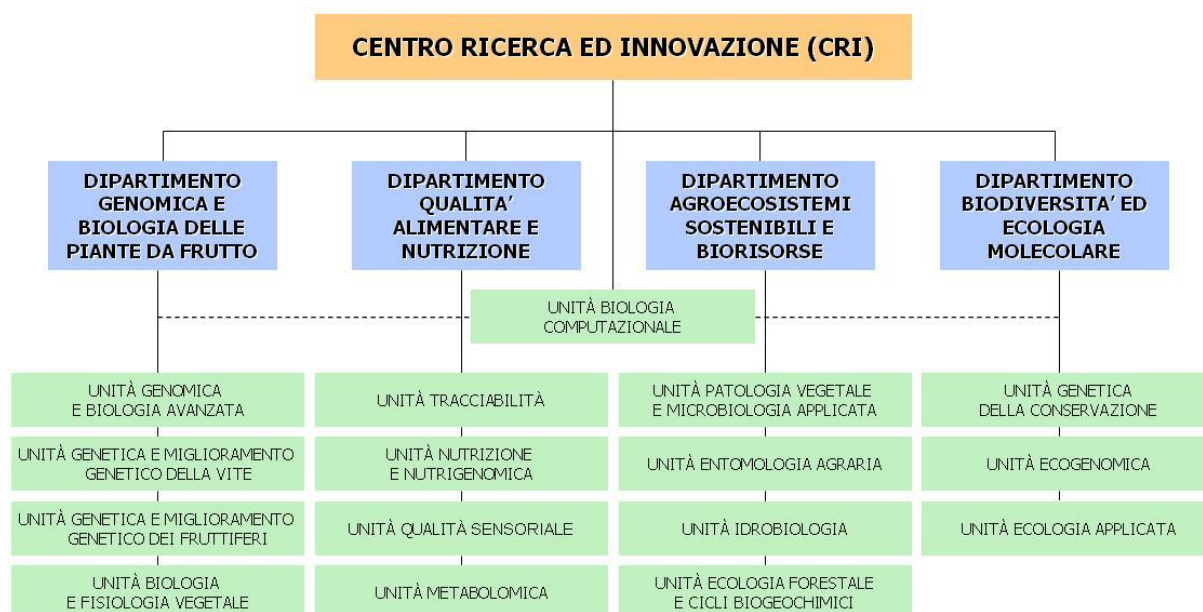 CENTRO RICERCA ED INNOVAZIONE (CRI)
DIPARTIMENTO
GENOMICA E
BIOLOGIA DELLE
PIANTE DA FRUTTO
DIPARTIMENTO
QUALITA’
ALIMENTARE E
NUTRIZIONE
DIPARTIMENTO
AGROECOSISTEMI
SOSTENIBILI E
BIORISORSE
DIPARTIMENTO
BIODIVERSITA’ ED
ECOLOGIA
MOLECOLARE
UNITÀ BIOLOGIA
COMPUTAZIONALE
UNITÀ GENOMICA
E BIOLOGIA AVANZATA
UNITÀ GENETICA E MIGLIORAMENTO
GENETICO DELLA VITE
UNITÀ GENETICA E MIGLIORAMENTO
GENETICO DEI FRUTTIFERI
UNITÀ BIOLOGIA
E FISIOLOGIA VEGETALE
UNITÀ TRACCIABILITÀ
UNITÀ NUTRIZIONE
E NUTRIGENOMICA
UNITÀ QUALITÀ SENSORIALE
UNITÀ METABOLOMICA
UNITÀ PATOLOGIA VEGETALE
E MICROBIOLOGIA APPLICATA
UNITÀ ENTOMOLOGIA AGRARIA
UNITÀ IDROBIOLOGIA
UNITÀ ECOLOGIA FORESTALE
E CICLI BIOGEOCHIMICI
UNITÀ GENETICA
DELLA CONSERVAZIONE
UNITÀ ECOGENOMICA
UNITÀ ECOLOGIA APPLICATA